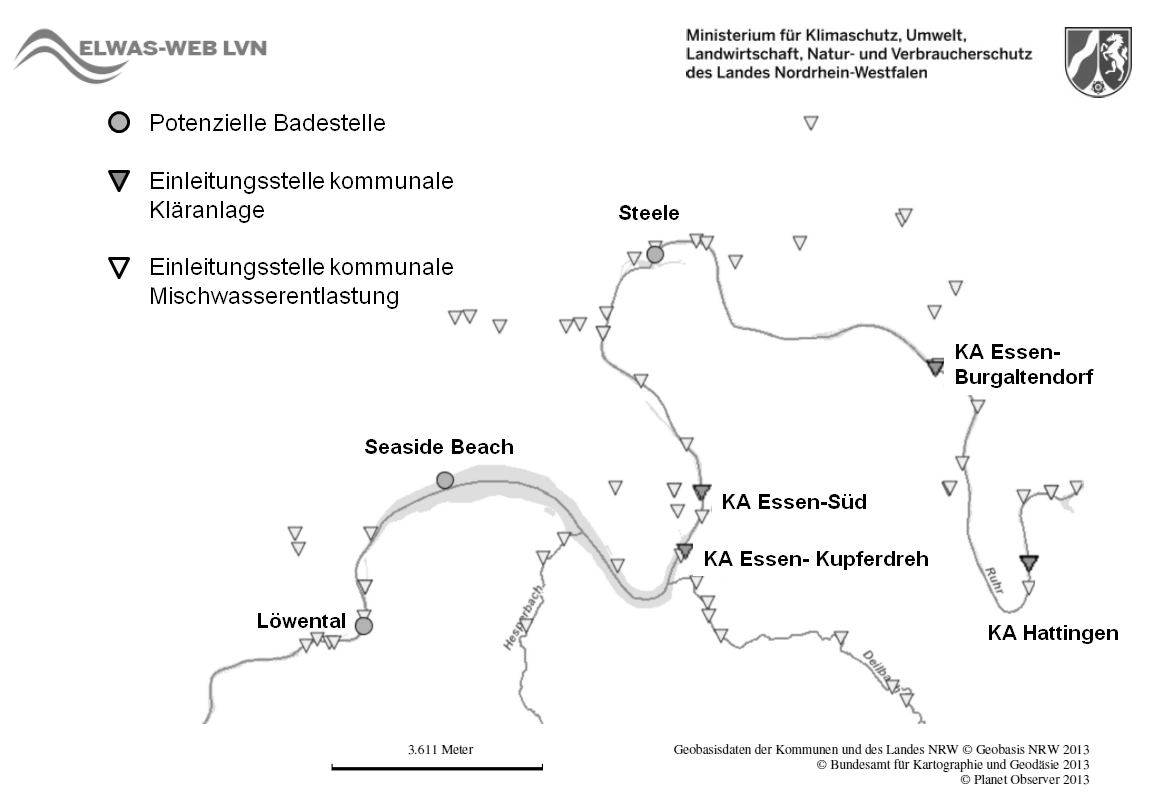 ELWAS-WEB LVN
Ministerium für Klimaschutz, Umwelt,
Landwirtschaft, Natur- und Verbraucherschutz
des Landes Nordrhein-Westfalen
Potenzielle Badestelle
Einleitungsstelle kommunale
Kläranlage
Einleitungsstelle kommunale
Mischwasserentlastung
Steele
KA Essen-
Burgaltendorf
Seaside Beach
KA Essen-Süd
KA Essen- Kupferdreh
Ruhr
Hesperbach
Löwental
KA Hattingen
3.611 Meter
Geobasisdaten der Kommunen und des Landes NRW © Geobasis NRW 2013
© Bundesamt für Kartographie und Geodäsie 2013
© Planet Observer 2013